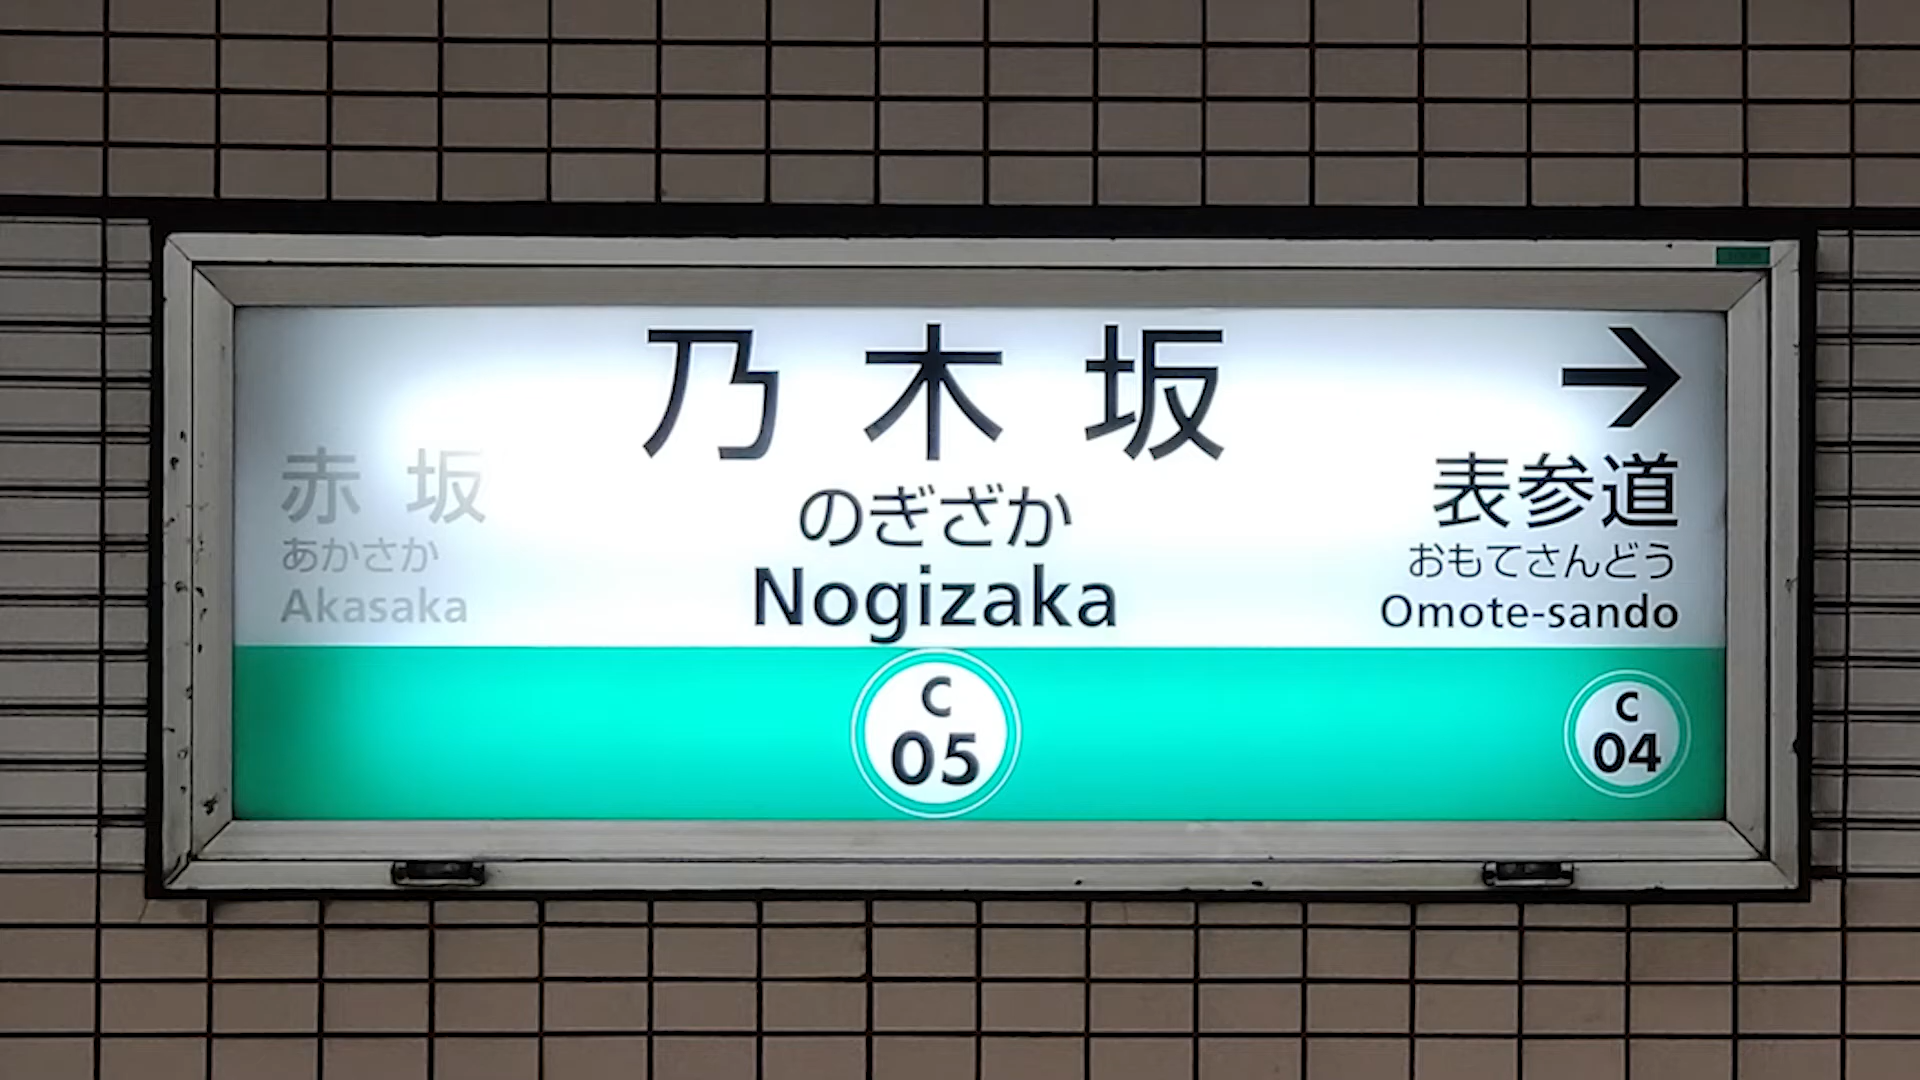 乃木坂
のぎざか
Nogizaka
赤坂
あかさか
Akasaka
→
表参道
おもてさんどう
Omote-sando
C
05
C
04